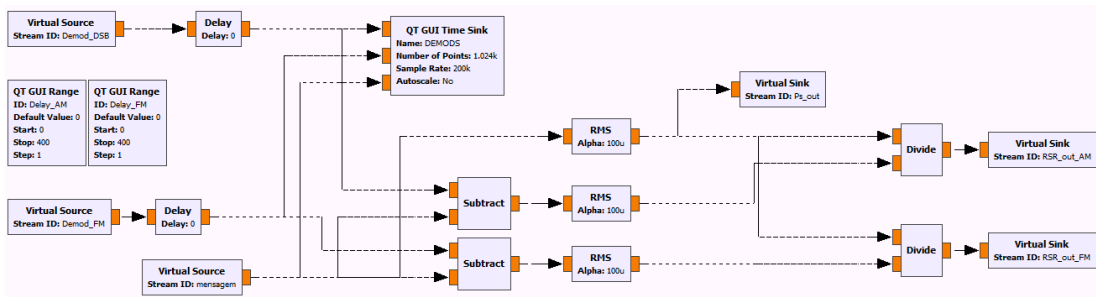 Virtual Source
Stream ID: Demod_DSB
Delay
Delay: 0
QT GUI Time Sink
Name: DEMODS
Number of Points: 1.024k
Sample Rate: 200k
Autoscale: No
QT GUI Range
ID: Delay_AM
Default Value: 0
Start: 0
Stop: 400
Step: 1
QT GUI Range
ID: Delay_FM
Default Value: 0
Start: 0
Stop: 400
Step: 1
Virtual Sink
Stream ID: Ps_out
RMS
Alpha: 100u
Divide
Virtual Sink
Stream ID: RSR_out_AM
Subtract
RMS
Alpha: 100u
Virtual Source
Stream ID: Demod_FM
Delay
Delay: 0
Subtract
RMS
Alpha: 100u
Divide
Virtual Sink
Stream ID: RSR_out_FM
Virtual Source
Stream ID: mensagem